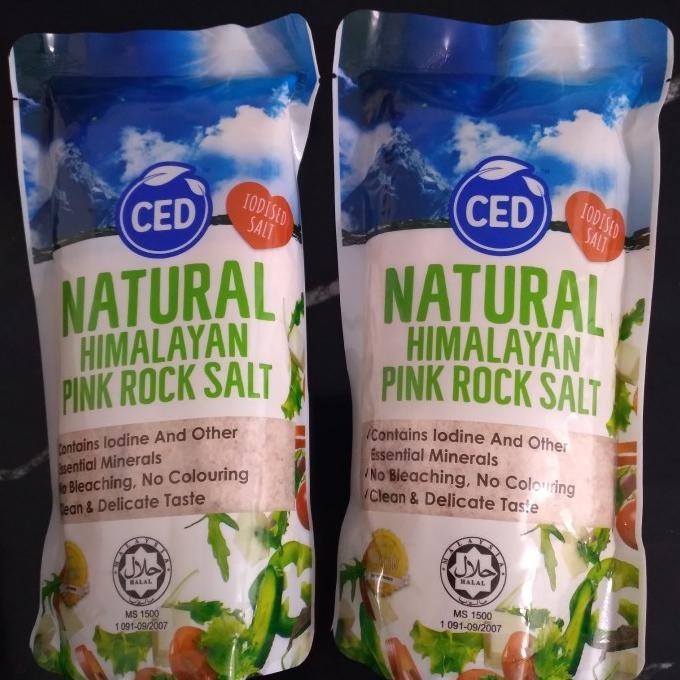 CED
IODISED
SALT
NATURAL
HIMALAYAN
PINK ROCK SALT
Contains Iodine And Other
Essential Minerals
No Bleaching, No Colouring
Clean & Delicate Taste
MALAYSIA
حلال
HALAL
MS 1500
1 091-09/2007
CED
IODISED
SALT
NATURAL
HIMALAYAN
PINK ROCK SALT
✓Contains Iodine And Other
Essential Minerals
✓No Bleaching, No Colouring
✓Clean & Delicate Taste
MALAYSIA
حلال
HALAL
MS 1500
1 091-09/2007